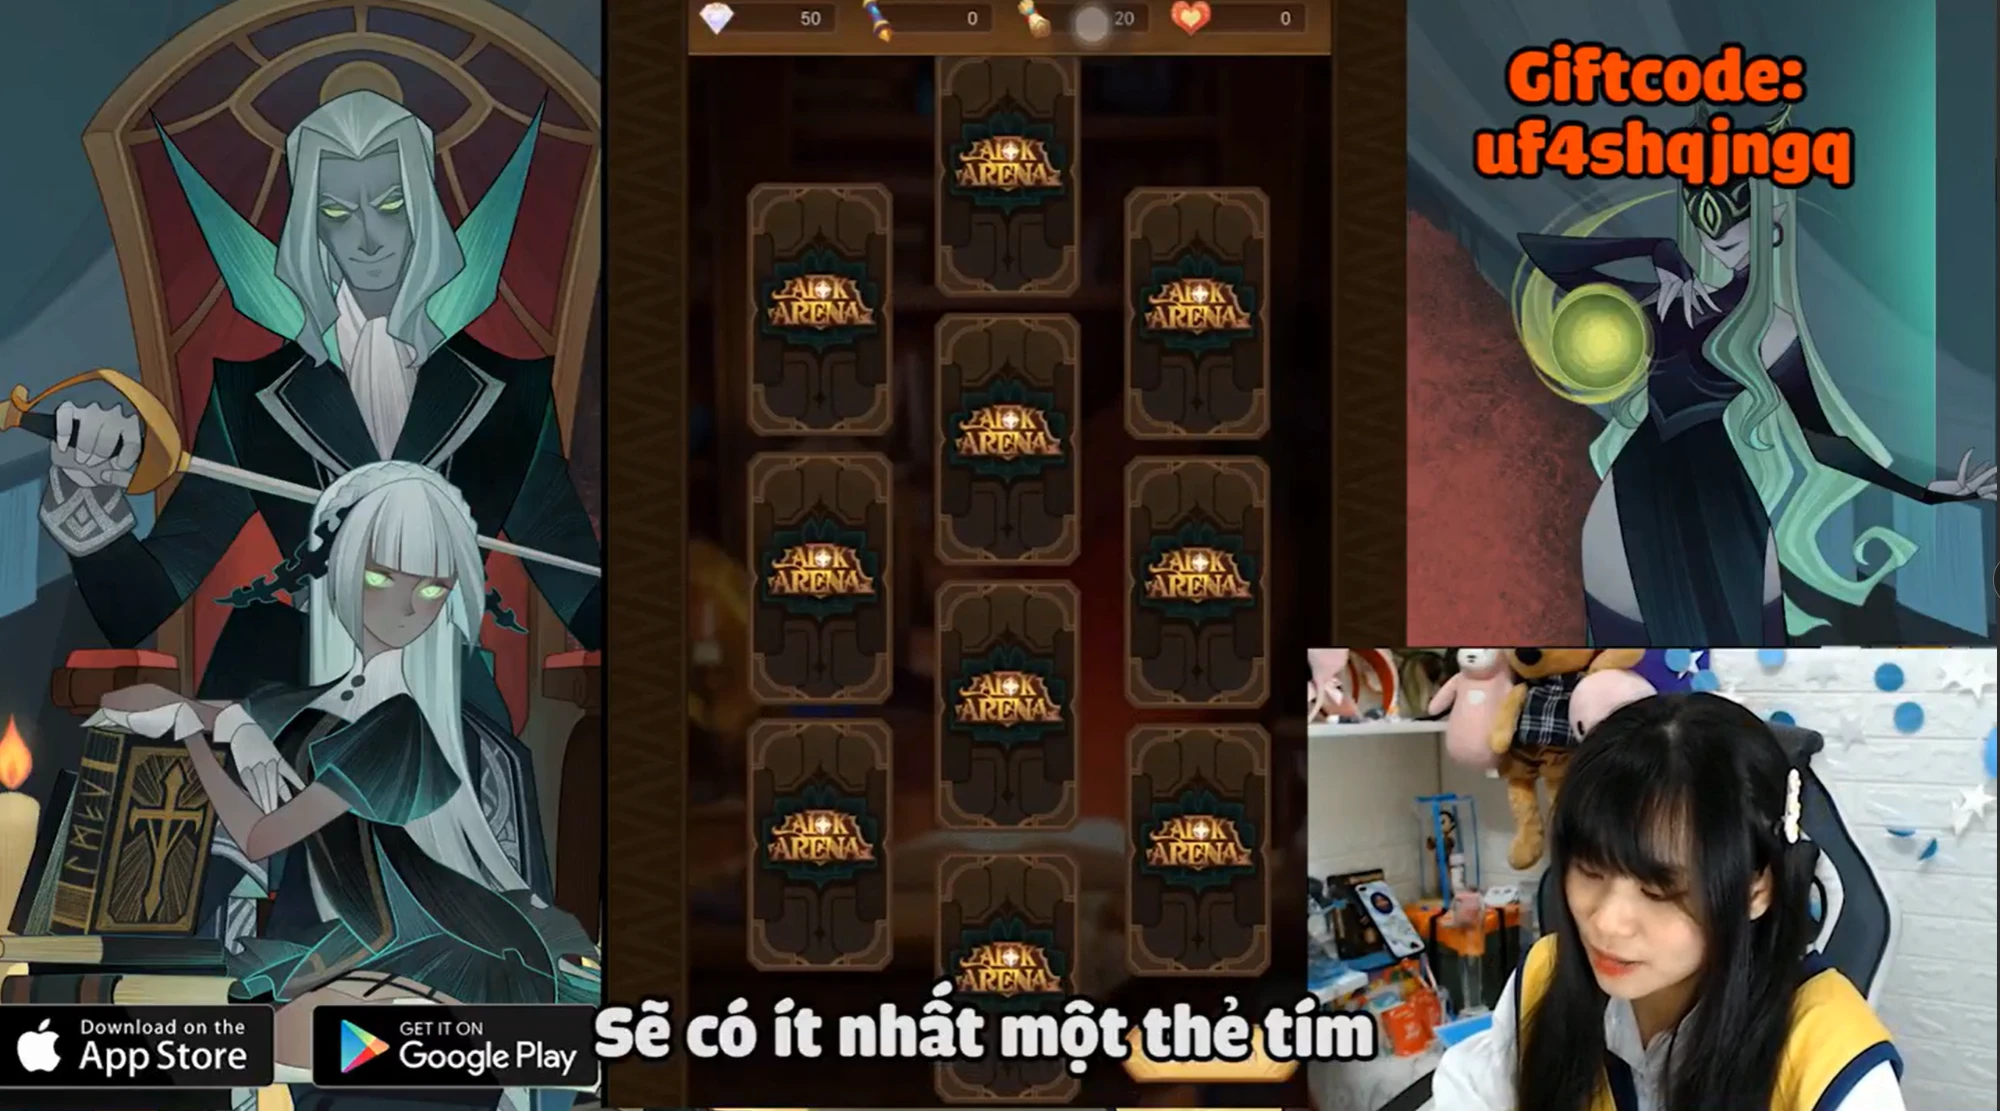 50
0
20
0
Giftcode:
uf4shqjngq
AFK
ARENA
AFK
ARENA
AFK
ARENA
AFK
ARENA
AFK
ARENA
AFK
ARENA
AFK
ARENA
AFK
ARENA
AFK
ARENA
AFK
ARENA
Download on the
App Store
GET IT ON
Google Play
Sẽ có ít nhất một thẻ tím